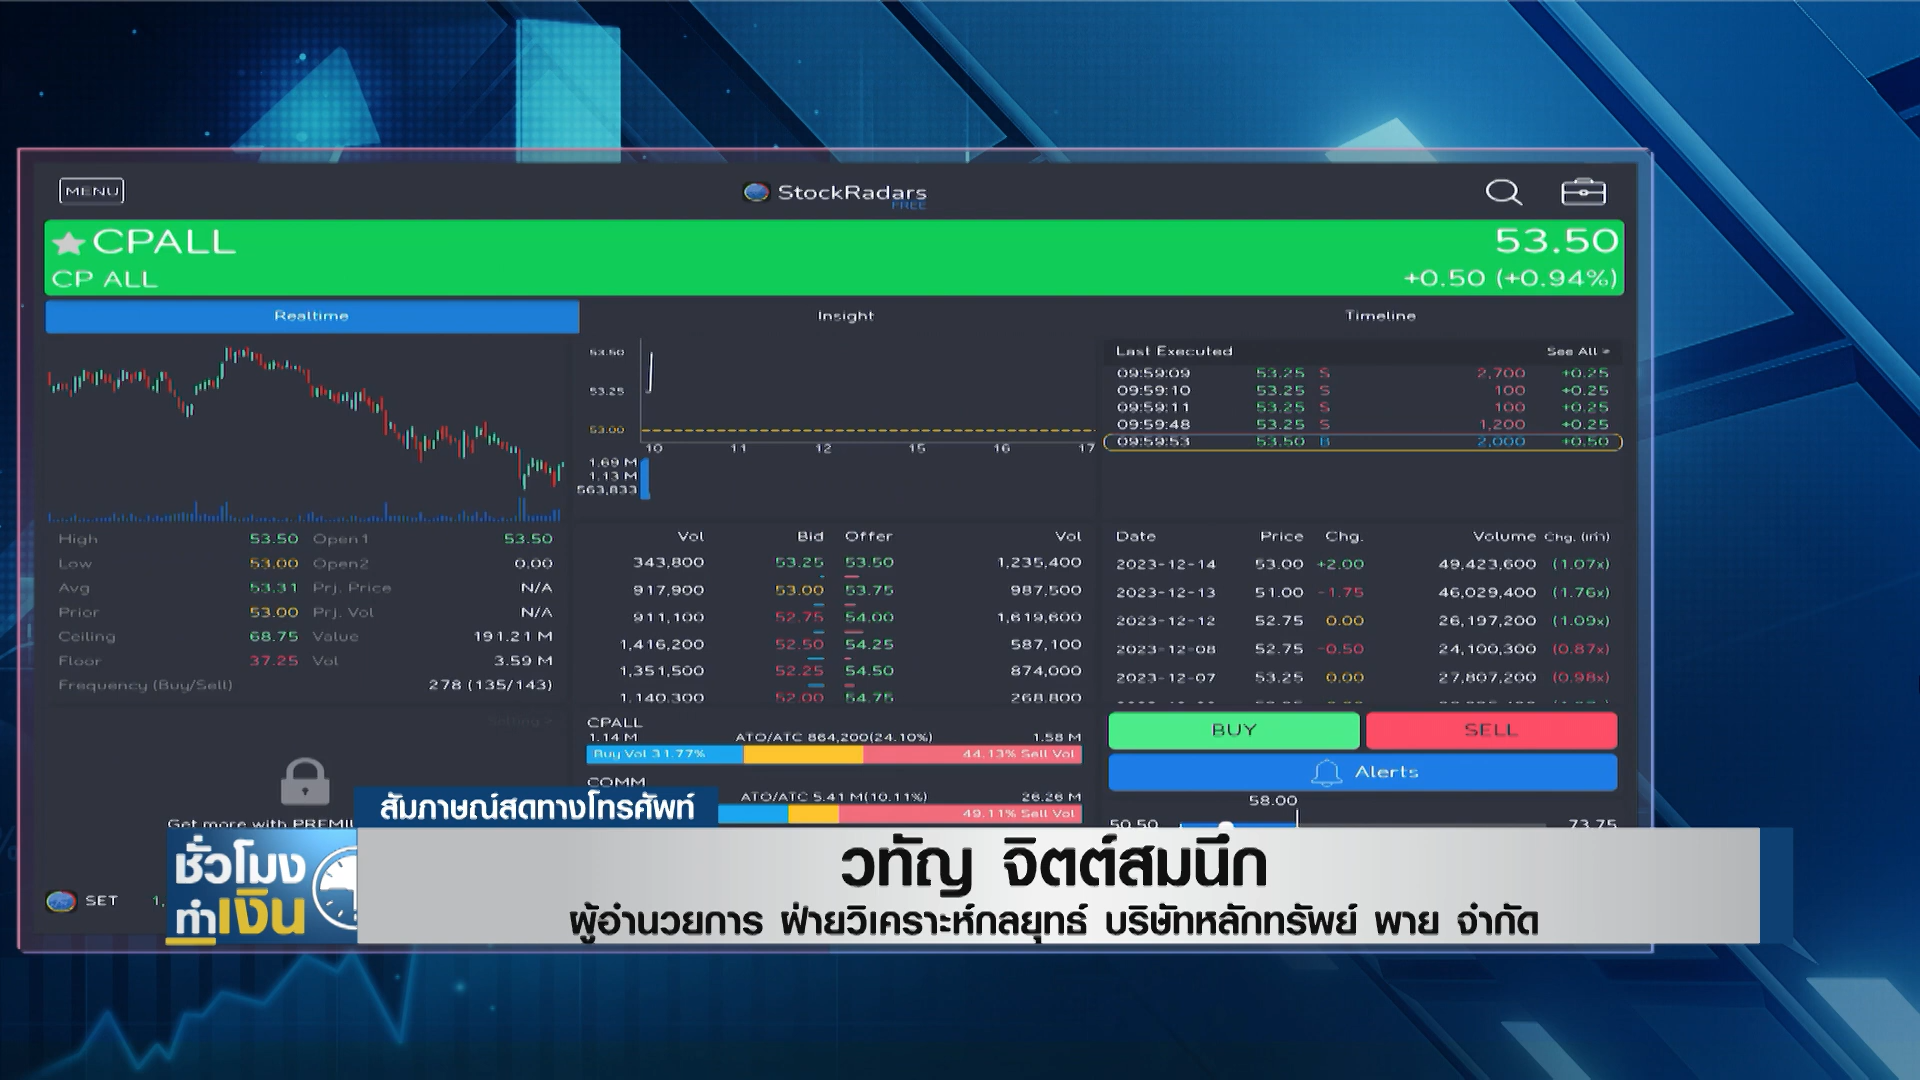 MENU
StockRadars
FREE
CPALL
53.50
CP ALL
+0.50 (+0.94%)
Realtime
Insight
Timeline
53.50
53.25
53.00
10 11 12 15 16 17
1.69 M
1.13 M
563,833
Last Executed See All >
09:59:09 53.25 S 2,700 +0.25
09:59:10 53.25 S 100 +0.25
09:59:11 53.25 S 100 +0.25
09:59:48 53.25 S 1,200 +0.25
09:59:53 53.50 B 2,000 +0.50
High 53.50 Open1 53.50
Low 53.00 Open2 0.00
Avg 53.31 Prj. Price N/A
Prior 53.00 Prj. Vol N/A
Ceiling 68.75 Value 191.21 M
Floor 37.25 Vol 3.59 M
Frequency (Buy/Sell) 278 (135/143)
Setting >
Vol Bid Offer Vol
343,800 53.25 53.50 1,235,400
917,900 53.00 53.75 987,500
911,100 52.75 54.00 1,619,600
1,416,200 52.50 54.25 587,100
1,351,500 52.25 54.50 874,000
1,140,300 52.00 54.75 268,800
Date Price Chg. Volume Chg. (เท่า)
2023-12-14 53.00 +2.00 49,423,600 (1.07x)
2023-12-13 51.00 -1.75 46,029,400 (1.76x)
2023-12-12 52.75 0.00 26,197,200 (1.09x)
2023-12-08 52.75 -0.50 24,100,300 (0.87x)
2023-12-07 53.25 0.00 27,807,200 (0.98x)
CPALL
1.14 M ATO/ATC 864,200(24.10%) 1.58 M
Buy Vol 31.77% 44.13% Sell Vol
COMM
ATO/ATC 5.41 M(10.11%) 26.26 M
49.11% Sell Vol
BUY
SELL
Alerts
58.00
50.50 73.75
Get more with PREMI
SET 1.
สัมภาษณ์สดทางโทรศัพท์
ชั่วโมง
ทำเงิน
วทัญ จิตต์สมนึก
ผู้อำนวยการ ฝ่ายวิเคราะห์กลยุทธ์ บริษัทหลักทรัพย์ พาย จำกัด